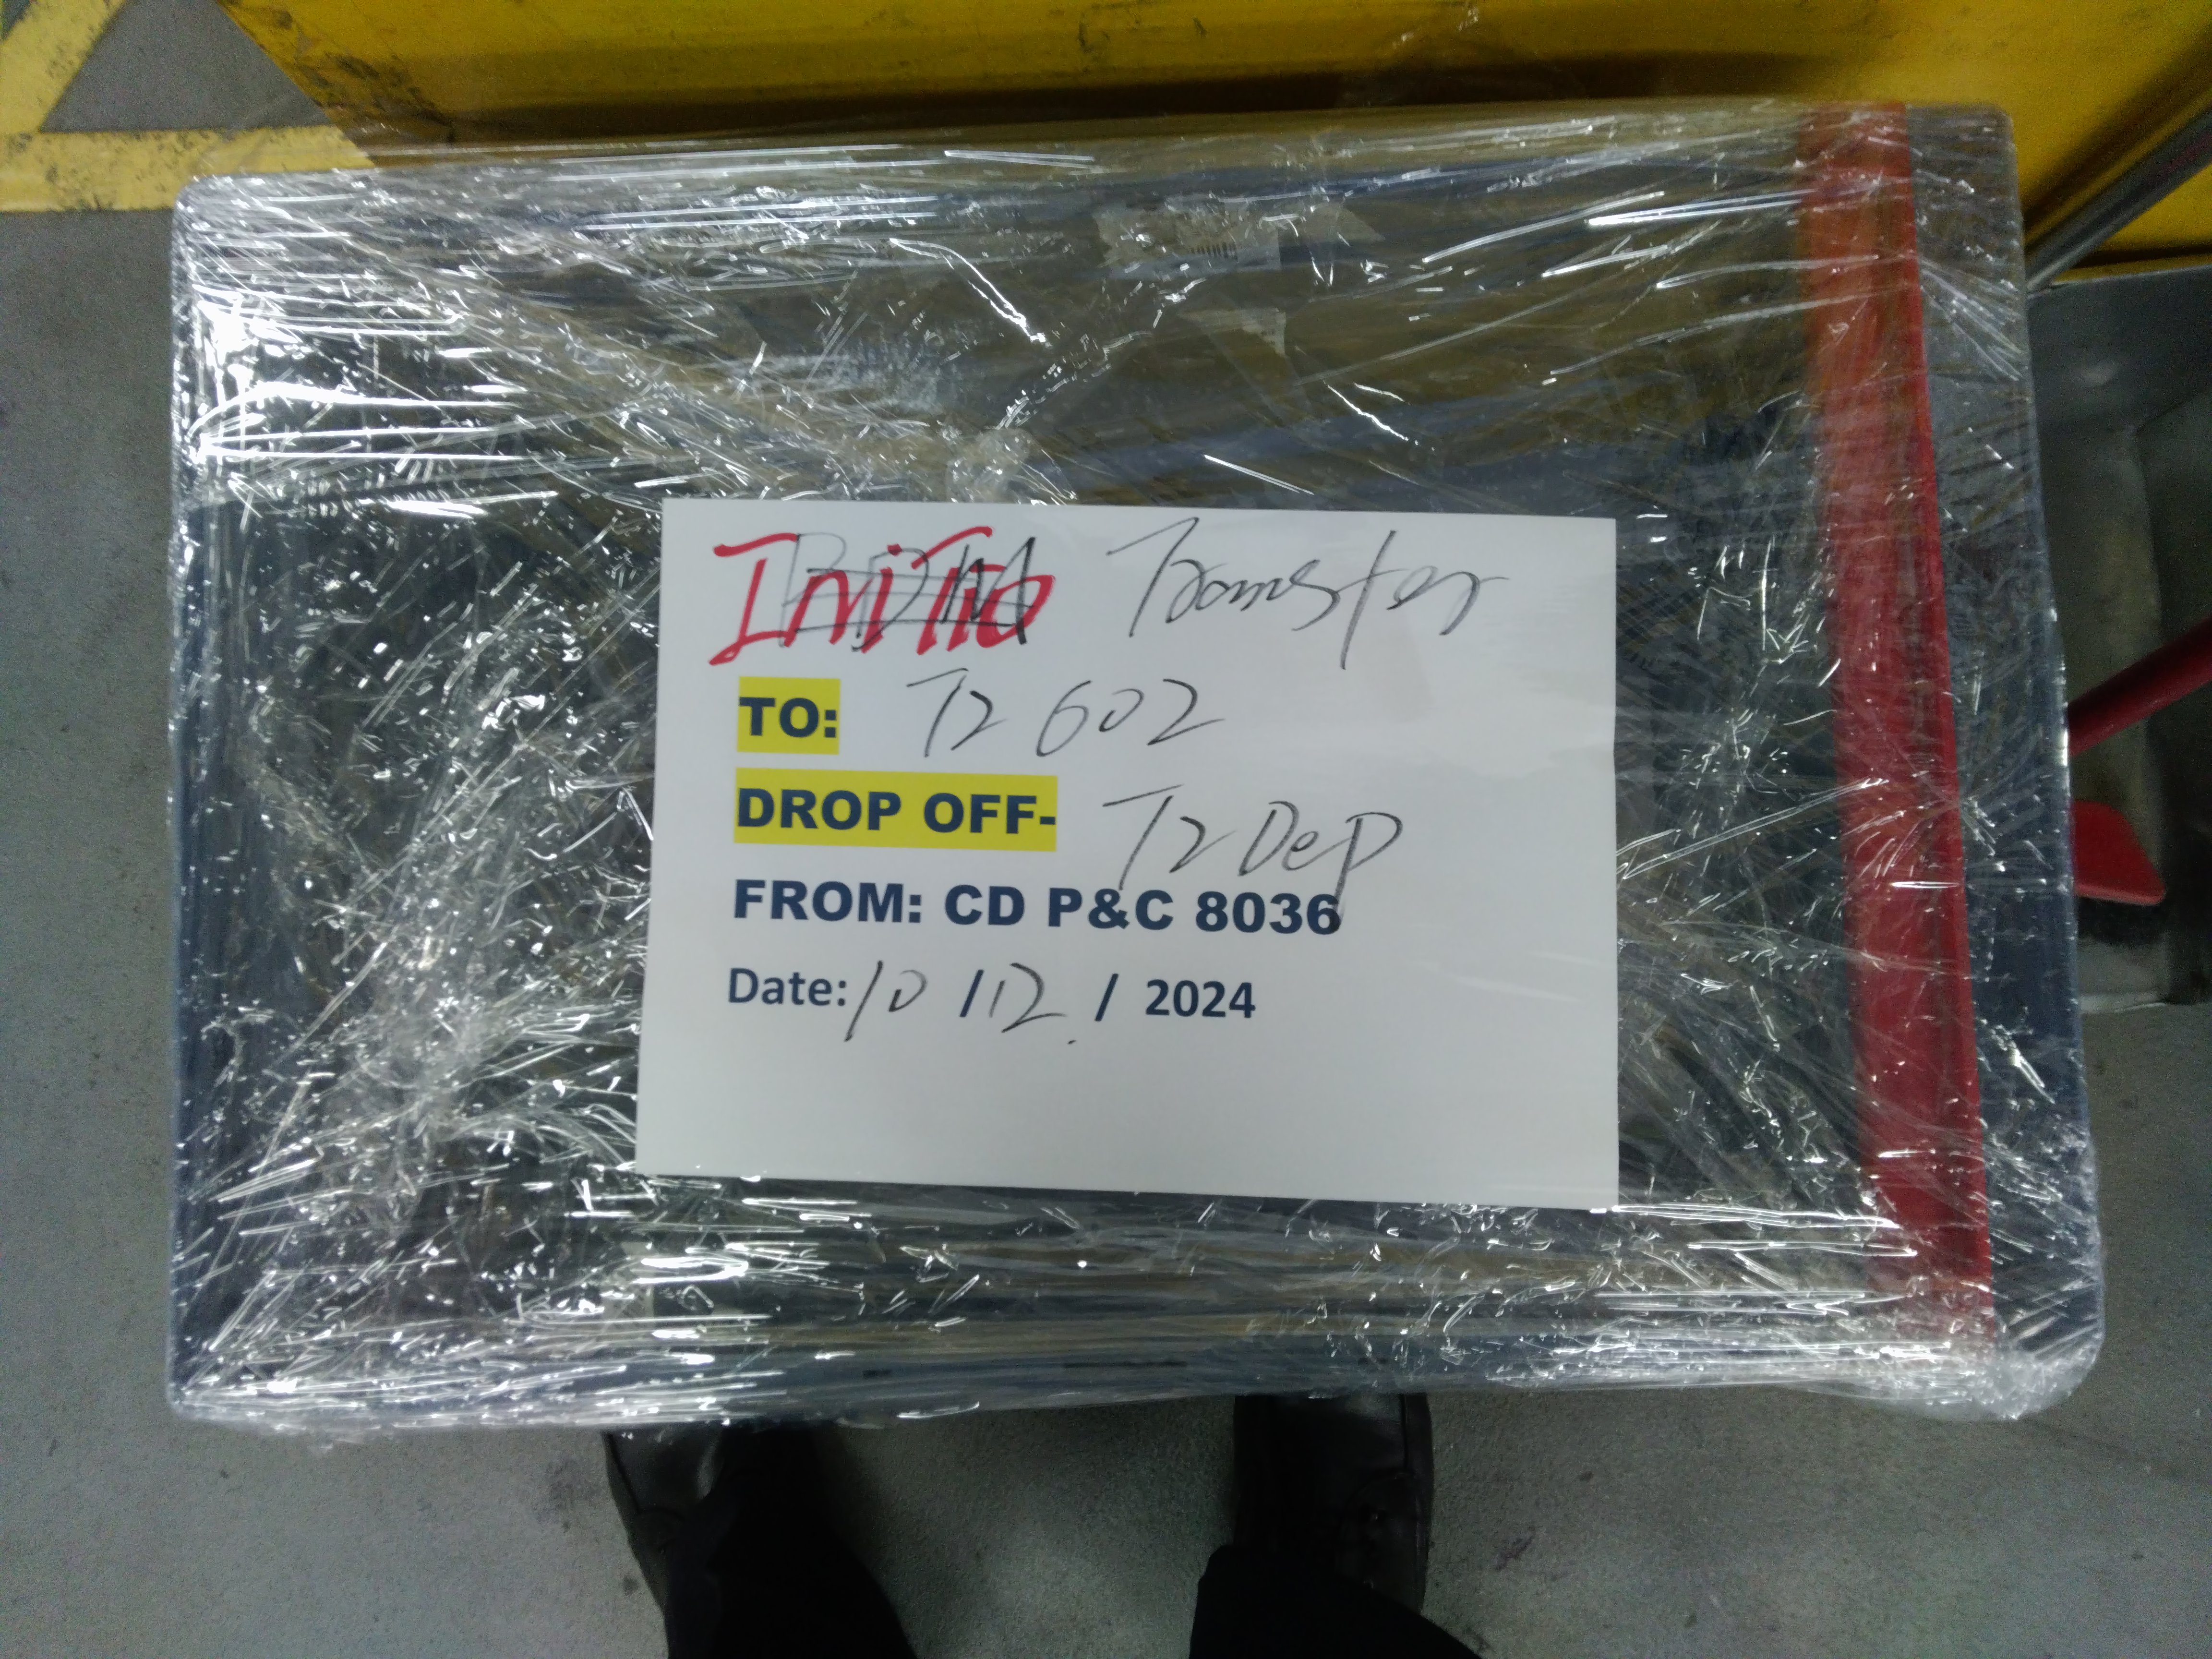 Transfer
TO: T2 602
DROP OFF- T2 Dep
FROM: CD P&C 8036
Date: 10 / 12 / 2024